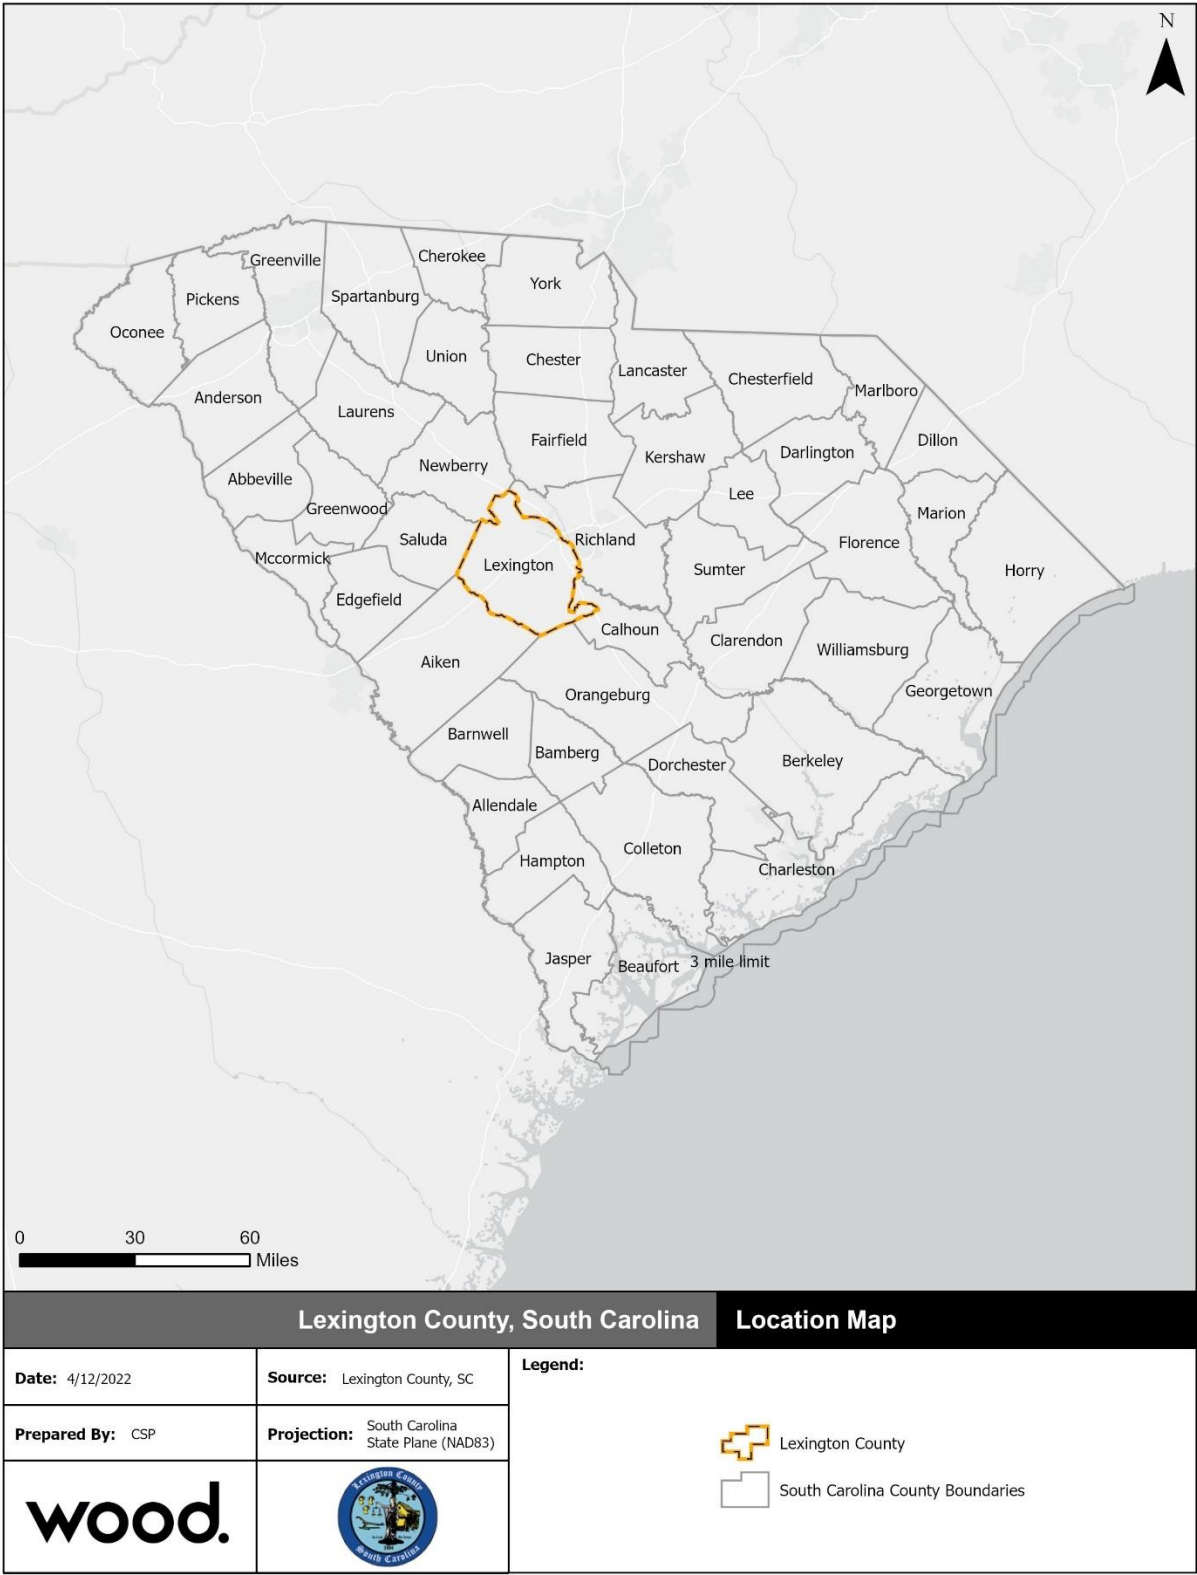 N
Greenville
Cherokee
York
Pickens
Spartanburg
Oconee
Union
Chester
Lancaster
Chesterfield
Marlboro
Anderson
Laurens
Fairfield
Dillon
Darlington
Kershaw
Newberry
Abbeville
Lee
Greenwood
Marion
Saluda
Richland
Florence
Mccormick
Lexington
Sumter
Horry
Edgefield
Calhoun
Clarendon
Williamsburg
Aiken
Orangeburg
Georgetown
Barnwell
Bamberg
Dorchester
Berkeley
Allendale
Colleton
Hampton
Charleston
Jasper
Beaufort
3 mile limit
0 30 60
Miles
Lexington County, South Carolina Location Map
Date: 4/12/2022
Source: Lexington County, SC
Legend:
Prepared By: CSP
Projection: South Carolina
State Plane (NAD83)
Lexington County
South Carolina County Boundaries
wood.
Lexington County
South Carolina